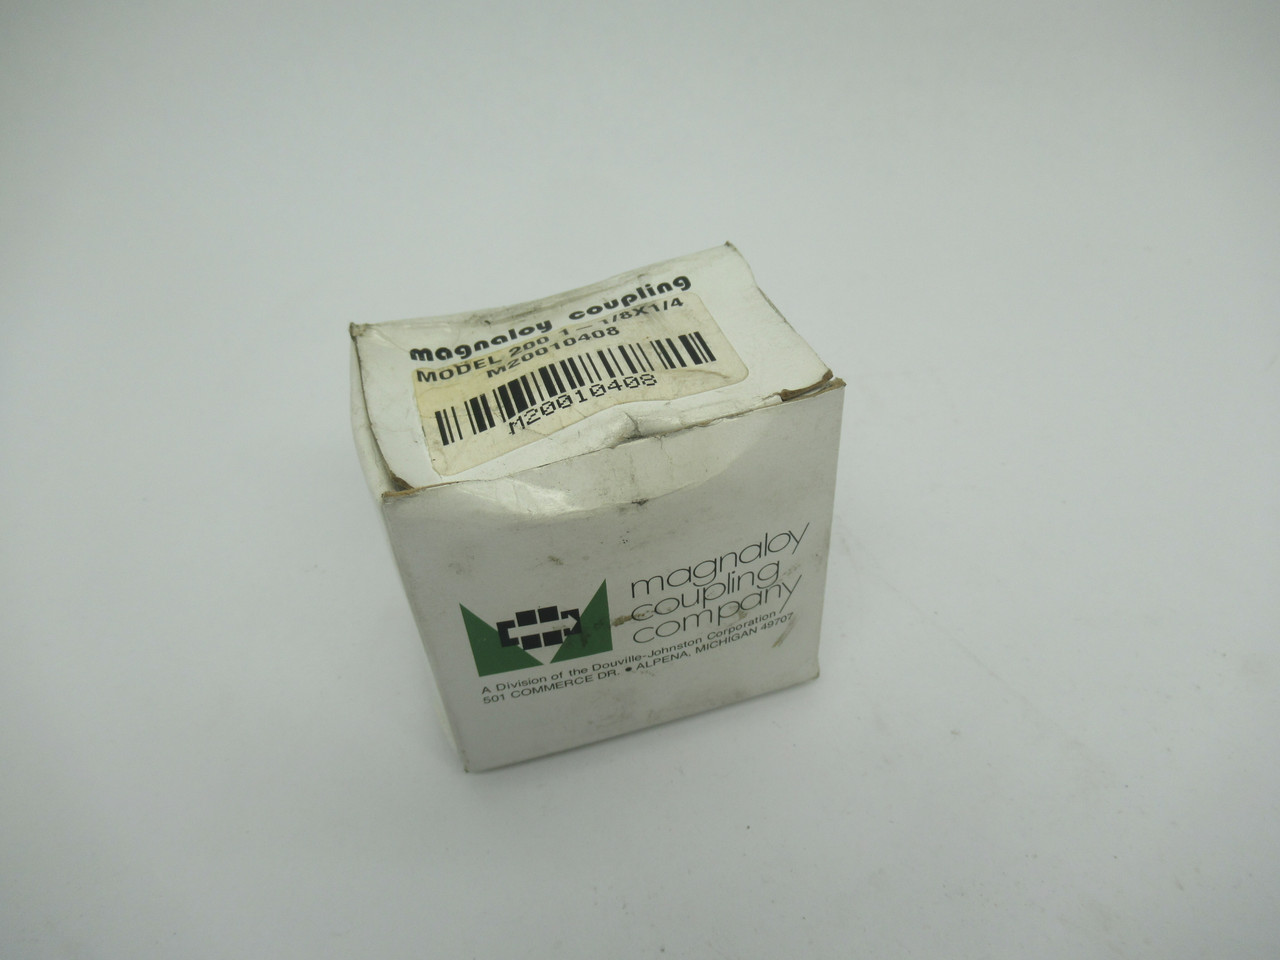 magnaloy coupling
MODEL 200 1-1/8X1/4
M20010408
M20010408
magnaloy
coupling
company
A Division of the Douville-Johnston Corporation
501 COMMERCE DR. • ALPENA, MICHIGAN 49707